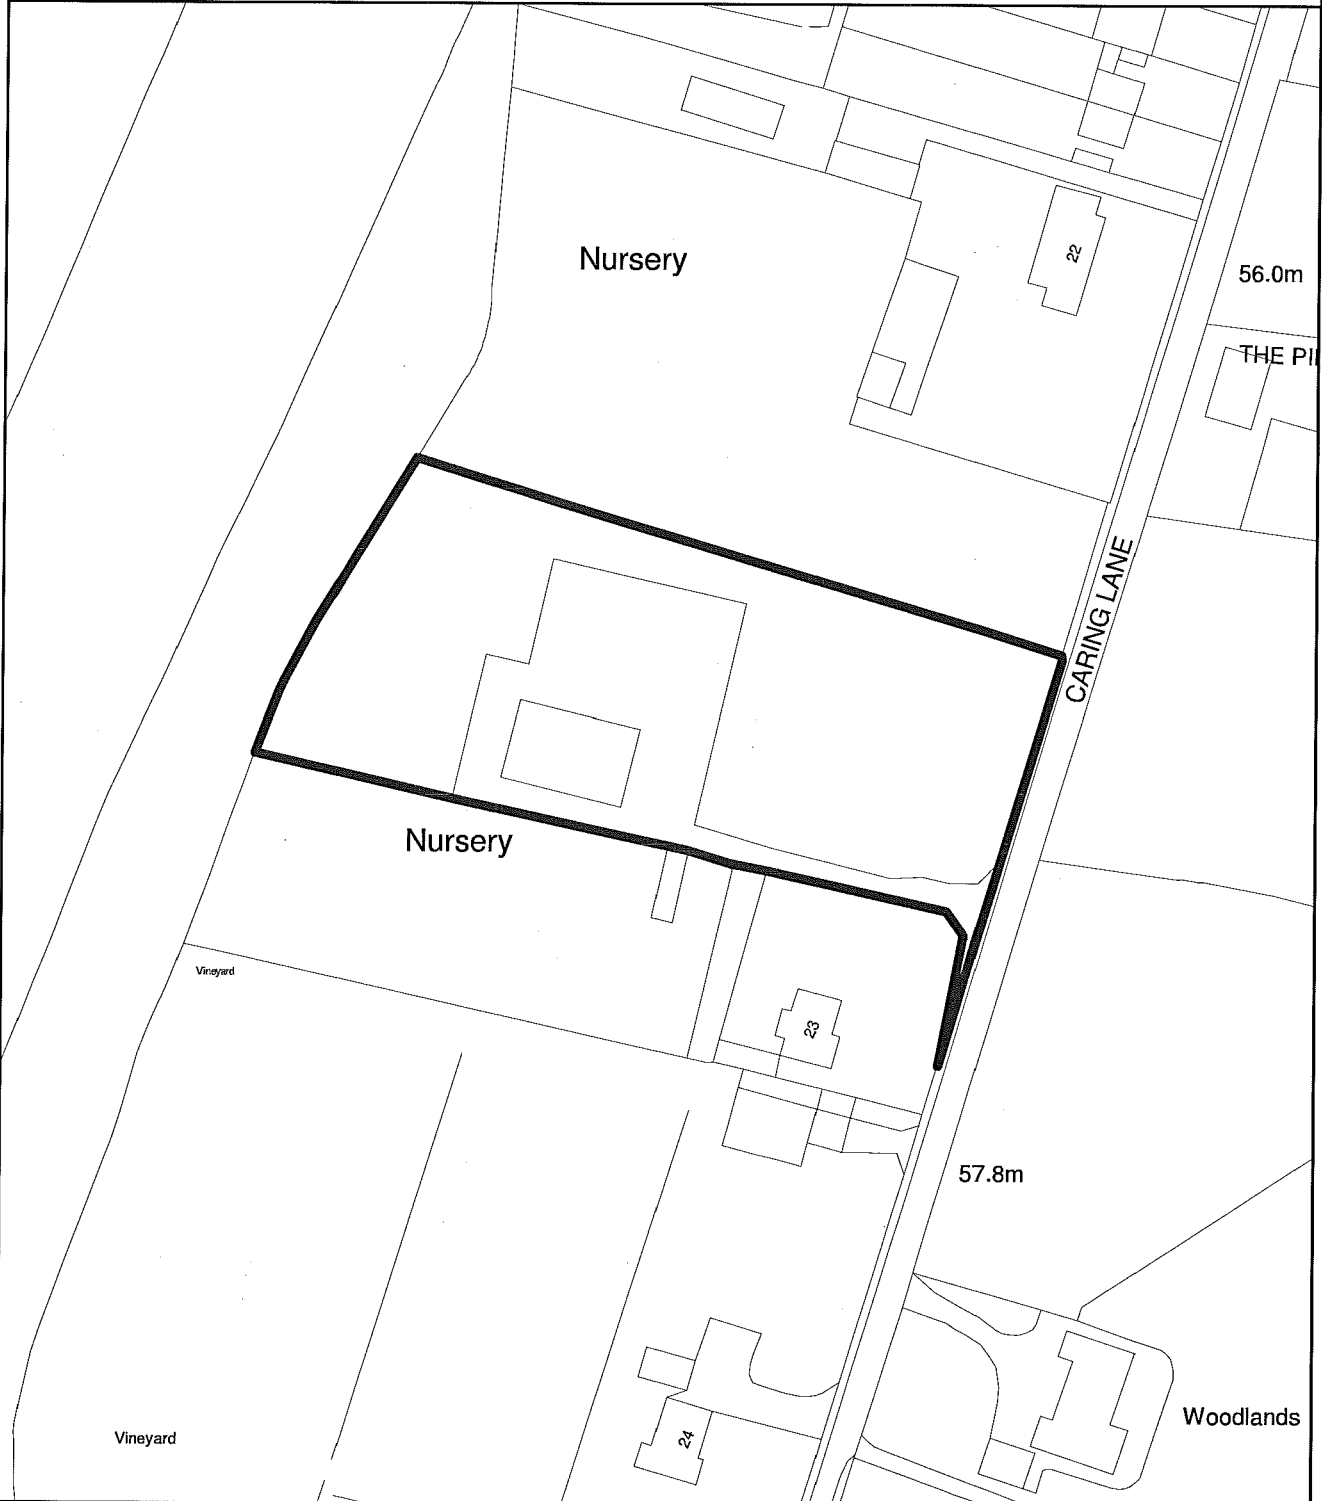 Nursery
22
56.0m
THE PI
CARING LANE
Nursery
Vineyard
23
57.8m
Woodlands
Vineyard
24